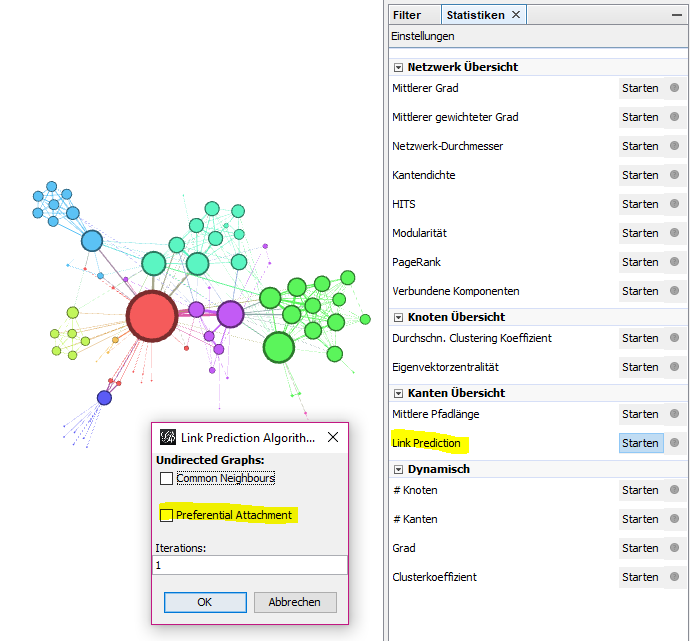 Filter
Statistiken
Einstellungen
Netzwerk Übersicht
Mittlerer Grad Starten
Mittlerer gewichteter Grad Starten
Netzwerk-Durchmesser Starten
Kantendichte Starten
HITS Starten
Modularität Starten
PageRank Starten
Verbundene Komponenten Starten
Knoten Übersicht
Durchschn. Clustering Koeffizient Starten
Eigenvektorzentralität Starten
Kanten Übersicht
Mittlere Pfadlänge Starten
Link Prediction Starten
Dynamisch
# Knoten Starten
# Kanten Starten
Grad Starten
Clusterkoeffizient Starten
Link Prediction Algorith...
Undirected Graphs:
Common Neighbours
Preferential Attachment
Iterations:
1
OK Abbrechen